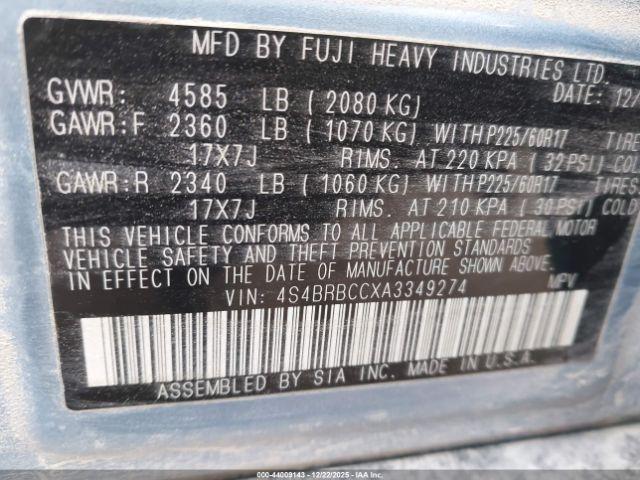 MFD BY FUJI HEAVY INDUSTRIES LTD.
GVWR: 4585 LB ( 2080 KG) DATE: 12
GAWR:F 2360 LB ( 1070 KG) WITH P225/60R17 TIRE
17X7J RIMS. AT 220 KPA ( 32 PSI) COL
GAWR:R 2340 LB ( 1060 KG) WITH P225/60R17 TIRES
17X7J RIMS. AT 210 KPA ( 30 PSI) COLD
THIS VEHICLE CONFORMS TO ALL APPLICABLE FEDERAL MOTOR
VEHICLE SAFETY AND THEFT PREVENTION STANDARDS
IN EFFECT ON THE DATE OF MANUFACTURE SHOWN ABOVE.
VIN: 4S4BRBCCXA3349274 MPV
ASSEMBLED BY SIA INC. MADE IN U.S.A.
420-44009143 - 12/22/2025 - IAA Inc.